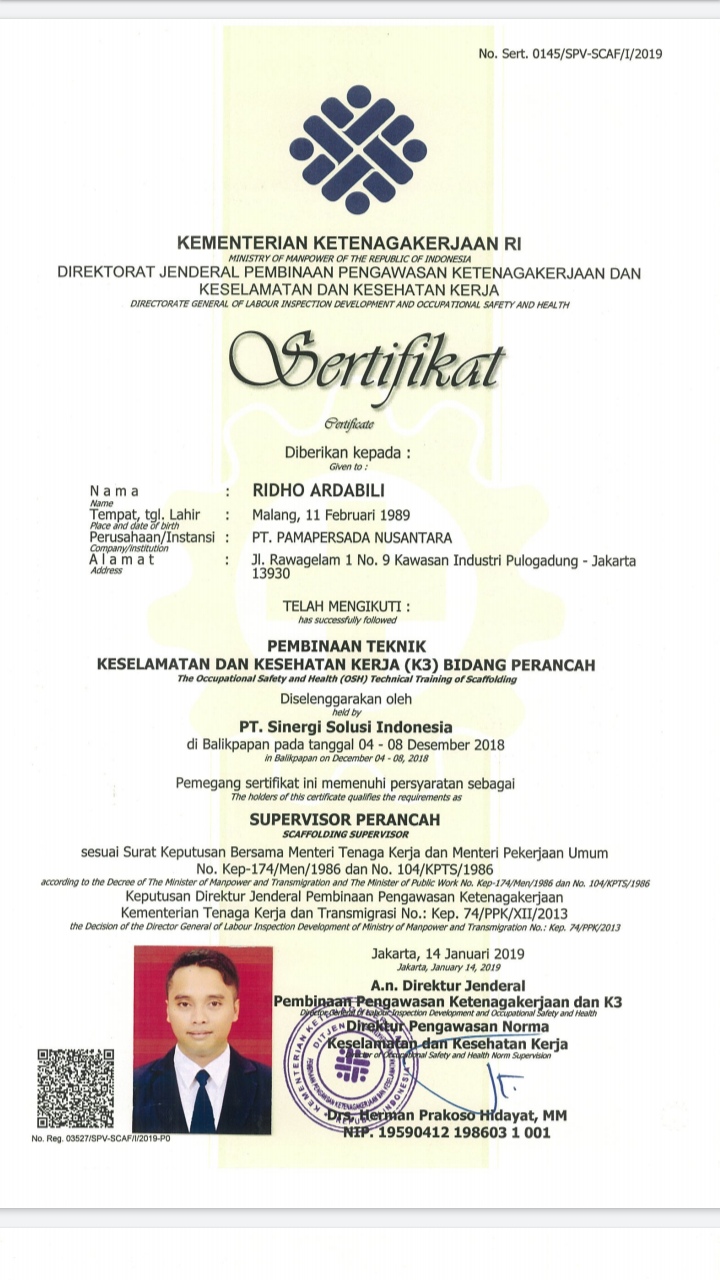 No. Sert. 0145/SPV-SCAF/I/2019
KEMENTERIAN KETENAGAKERJAAN RI
MINISTRY OF MANPOWER OF THE REPUBLIC OF INDONESIA
DIREKTORAT JENDERAL PEMBINAAN PENGAWASAN KETENAGAKERJAAN DAN
KESELAMATAN DAN KESEHATAN KERJA
DIRECTORATE GENERAL OF LABOUR INSPECTION DEVELOPMENT AND OCCUPATIONAL SAFETY AND HEALTH
Sertifikat
Certificate
Diberikan kepada :
Given to :
N a m a : RIDHO ARDABILI
Name
Tempat, tgl. Lahir : Malang, 11 Februari 1989
Place and date of birth
Perusahaan/Instansi : PT. PAMAPERSADA NUSANTARA
Company/Institution
A l a m a t : Jl. Rawagelam 1 No. 9 Kawasan Industri Pulogadung - Jakarta
Address 13930
TELAH MENGIKUTI :
has successfully followed
PEMBINAAN TEKNIK
KESELAMATAN DAN KESEHATAN KERJA (K3) BIDANG PERANCAH
The Occupational Safety and Health (OSH) Technical Training of Scaffolding
Diselenggarakan oleh
held by
PT. Sinergi Solusi Indonesia
di Balikpapan pada tanggal 04 - 08 Desember 2018
in Balikpapan on December 04 - 08, 2018
Pemegang sertifikat ini memenuhi persyaratan sebagai
The holders of this certificate qualifies the requirements as
SUPERVISOR PERANCAH
SCAFFOLDING SUPERVISOR
sesuai Surat Keputusan Bersama Menteri Tenaga Kerja dan Menteri Pekerjaan Umum
No. Kep-174/Men/1986 dan No. 104/KPTS/1986
according to the Decree of The Minister of Manpower and Transmigration and The Minister of Public Work No. Kep-174/Men/1986 dan No. 104/KPTS/1986
Keputusan Direktur Jenderal Pembinaan Pengawasan Ketenagakerjaan
Kementerian Tenaga Kerja dan Transmigrasi No.: Kep. 74/PPK/XII/2013
the Decision of the Director General of Labour Inspection Development of Ministry of Manpower and Transmigration No.: Kep. 74/PPK/2013
Jakarta, 14 Januari 2019
Jakarta, January 14, 2019
A.n. Direktur Jenderal
Pembinaan Pengawasan Ketenagakerjaan dan K3
Director General of Labour Inspection Development and Occupational Safety and Health
Direktur Pengawasan Norma
Keselamatan dan Kesehatan Kerja
Director of Occupational Safety and Health Norm Supervision
Drs. Herman Prakoso Hidayat, MM
NIP. 19590412 198603 1 001
No. Reg. 03527/SPV-SCAF/I/2019-P0